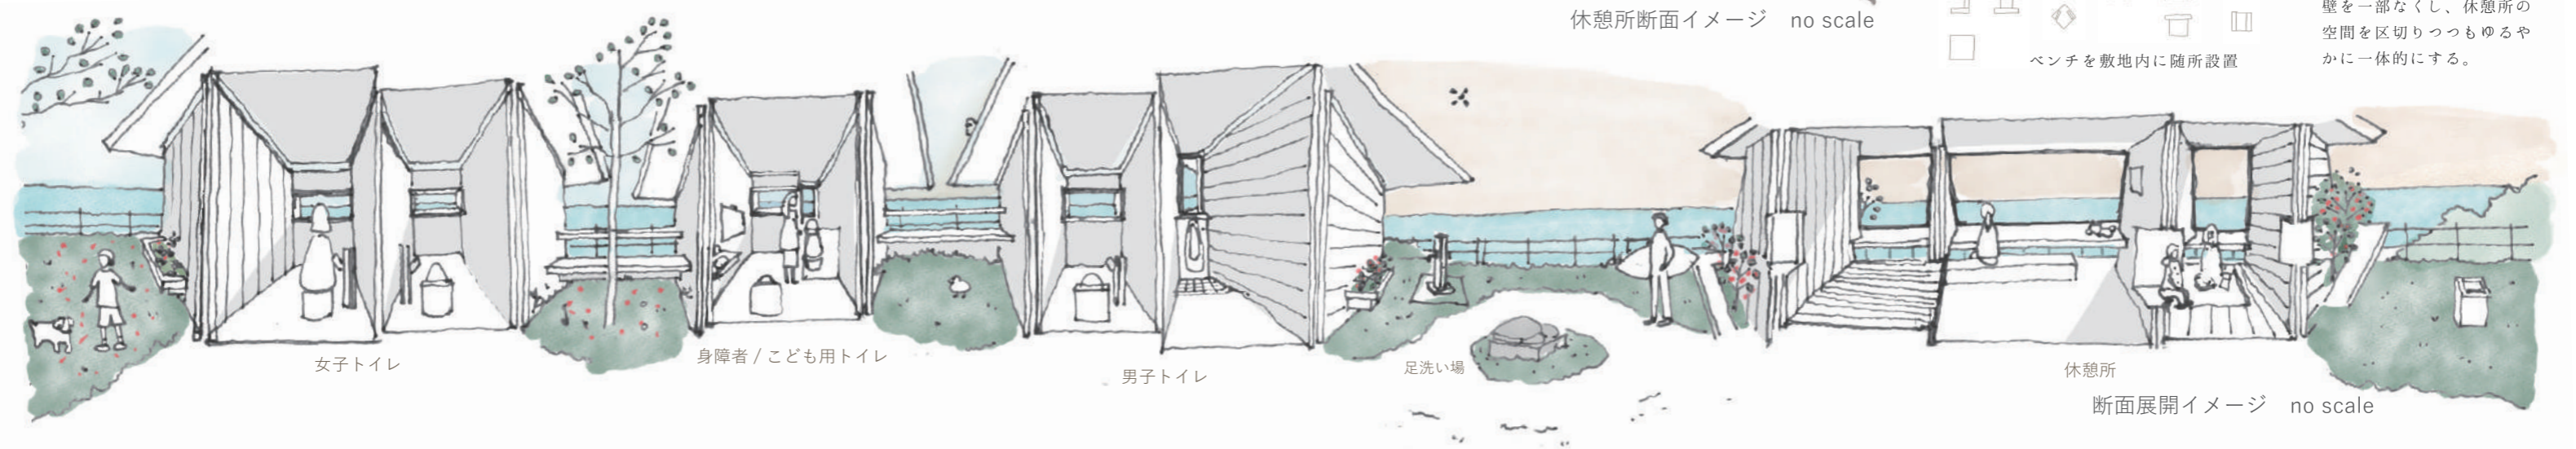 休憩所断面イメージ　no scale
ベンチを敷地内に随所設置
壁を一部なくし、休憩所の
空間を区切りつつもゆるや
かに一体的にする。
女子トイレ
身障者 / こども用トイレ
男子トイレ
足洗い場
休憩所
断面展開イメージ　no scale